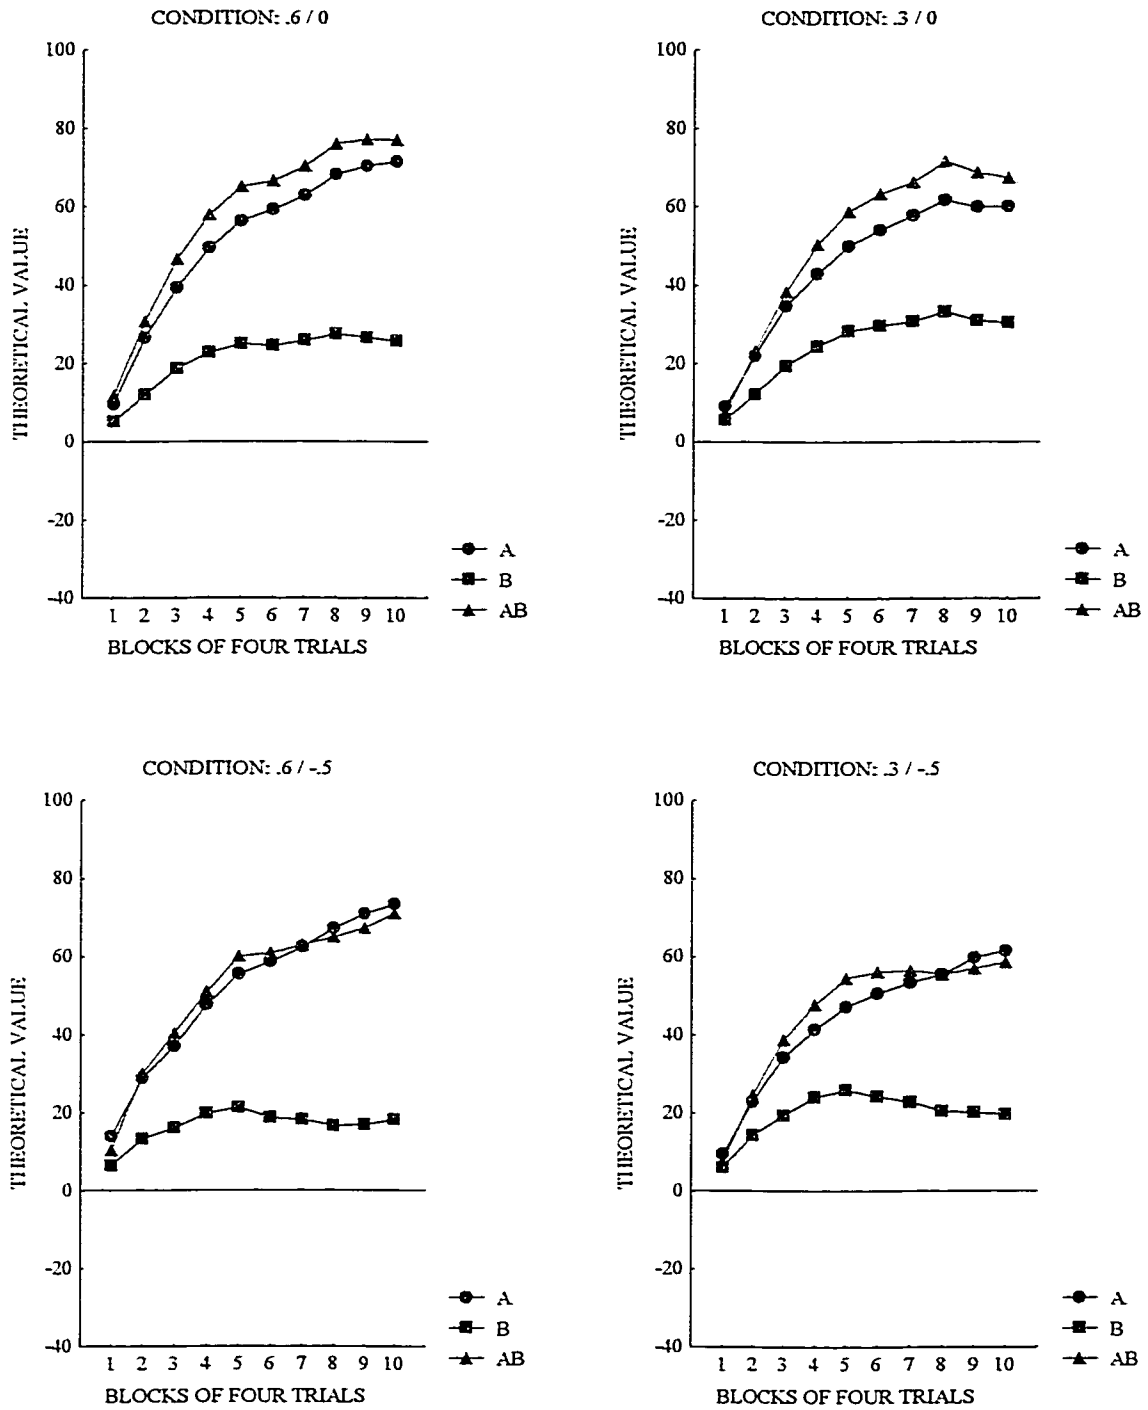 CONDITION: .6 / 0
100
80
60
40
20
0
-20
-40
THEORETICAL VALUE
1 2 3 4 5 6 7 8 9 10
BLOCKS OF FOUR TRIALS
A
B
AB
CONDITION: .3 / 0
100
80
60
40
20
0
-20
-40
THEORETICAL VALUE
1 2 3 4 5 6 7 8 9 10
BLOCKS OF FOUR TRIALS
A
B
AB
CONDITION: .6 / -.5
100
80
60
40
20
0
-20
-40
THEORETICAL VALUE
1 2 3 4 5 6 7 8 9 10
BLOCKS OF FOUR TRIALS
A
B
AB
CONDITION: .3 / -.5
100
80
60
40
20
0
-20
-40
THEORETICAL VALUE
1 2 3 4 5 6 7 8 9 10
BLOCKS OF FOUR TRIALS
A
B
AB